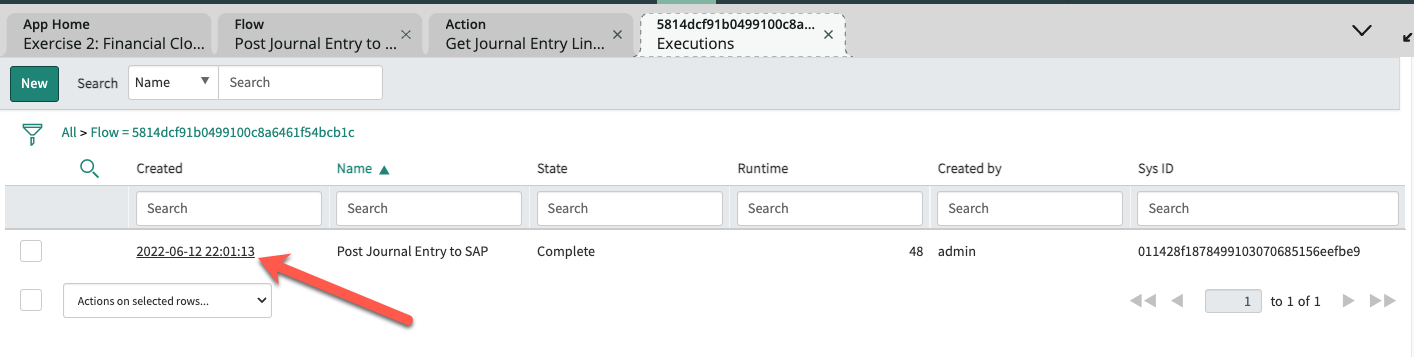 App Home
Exercise 2: Financial Clo...
Flow
Post Journal Entry to ...
Action
Get Journal Entry Lin...
5814dcf91b0499100c8a...
Executions
New Search Name Search
All > Flow = 5814dcf91b0499100c8a6461f54bcb1c
Created Name State Runtime Created by Sys ID
Search Search Search Search Search Search
2022-06-12 22:01:13 Post Journal Entry to SAP Complete 48 admin 011428f1878499103070685156eefbe9
Actions on selected rows... 1 to 1 of 1